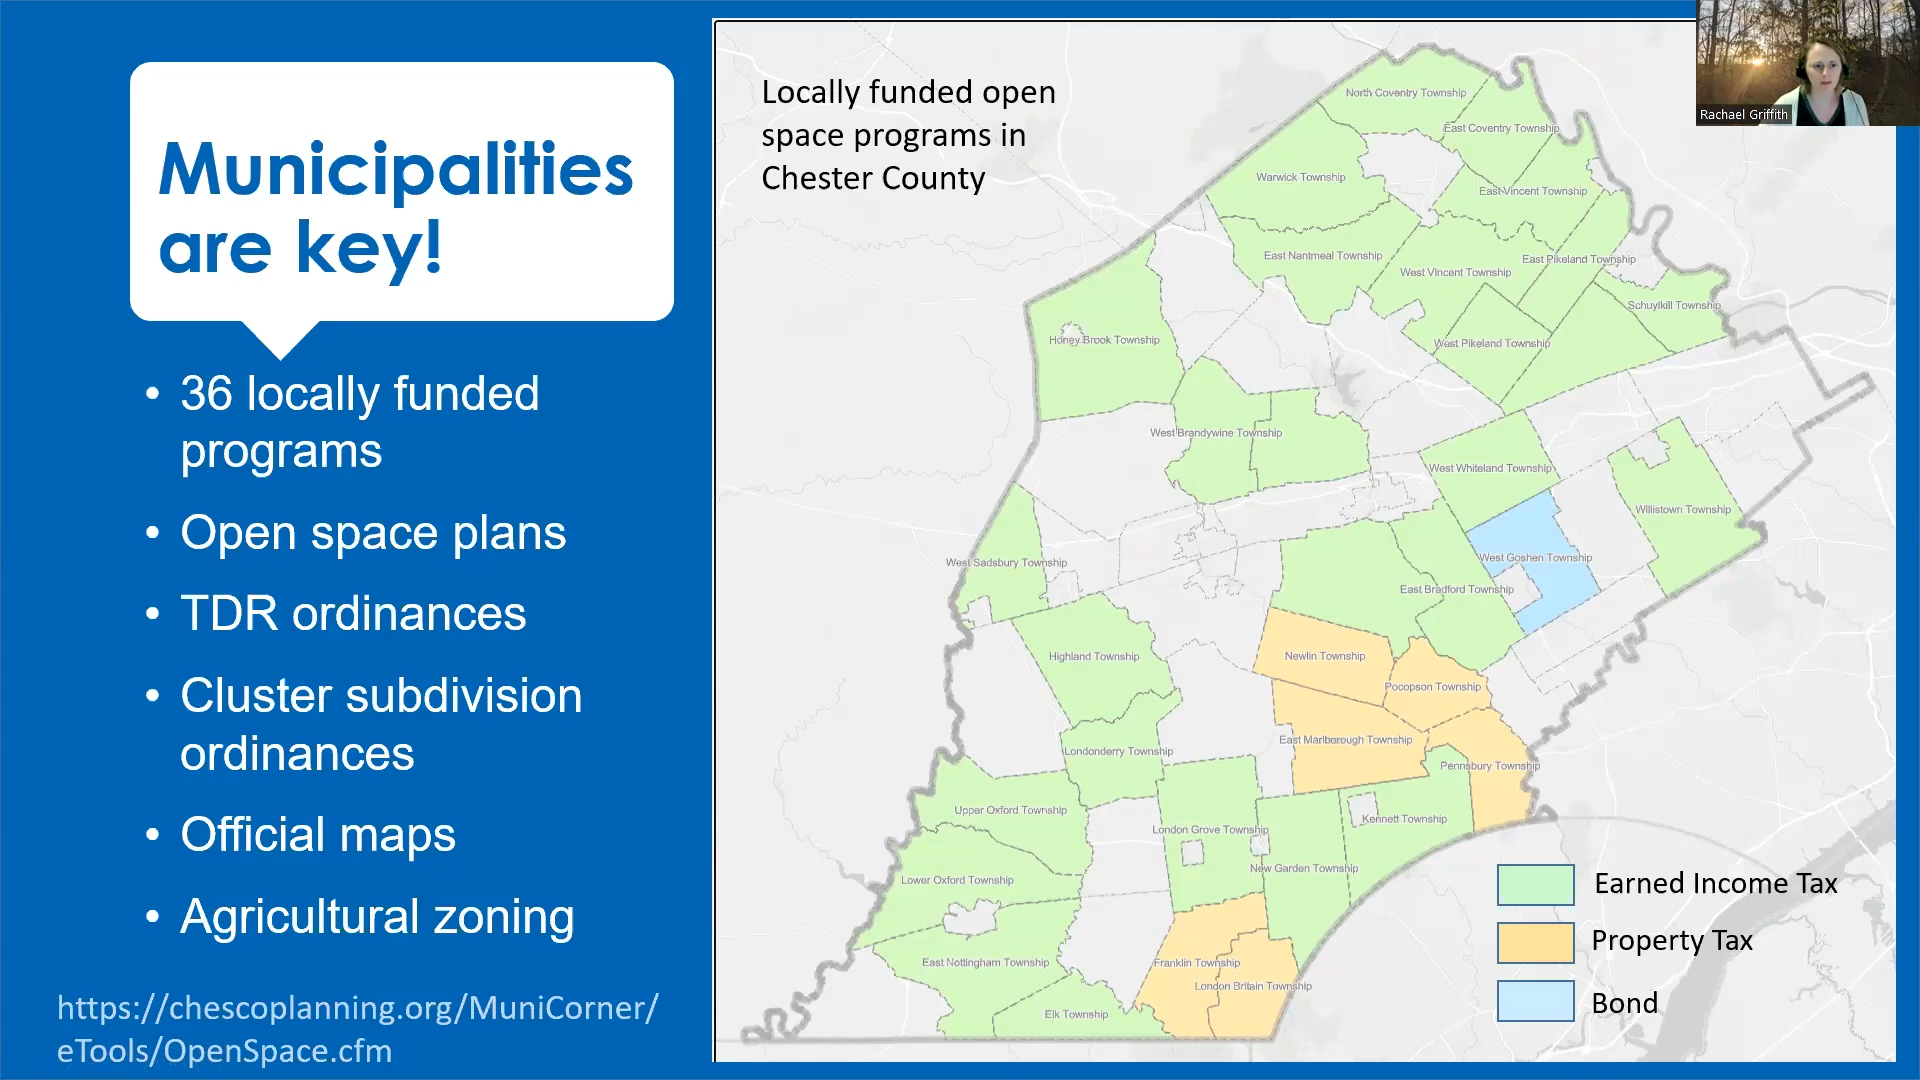 Municipalities
are key!
• 36 locally funded
programs
• Open space plans
• TDR ordinances
• Cluster subdivision
ordinances
• Official maps
• Agricultural zoning
https://chescoplanning.org/MuniCorner/
eTools/OpenSpace.cfm
Locally funded open
space programs in
Chester County
Rachael Griffith
North Coventry Township
East Coventry Township
Warwick Township
East Vincent Township
East Nantmeal Township
East Pikeland Township
West Vincent Township
Schuylkill Township
Honey Brook Township
West Pikeland Township
West Brandywine Township
West Whiteland Township
Willistown Township
West Goshen Township
West Sadsbury Township
East Bradford Township
Highland Township
Newlin Township
Pocopson Township
East Marlborough Township
Londonderry Township
Pennsbury Township
Upper Oxford Township
Kennett Township
London Grove Township
New Garden Township
Lower Oxford Township
East Nottingham Township
Franklin Township
London Britain Township
Elk Township
Earned Income Tax
Property Tax
Bond